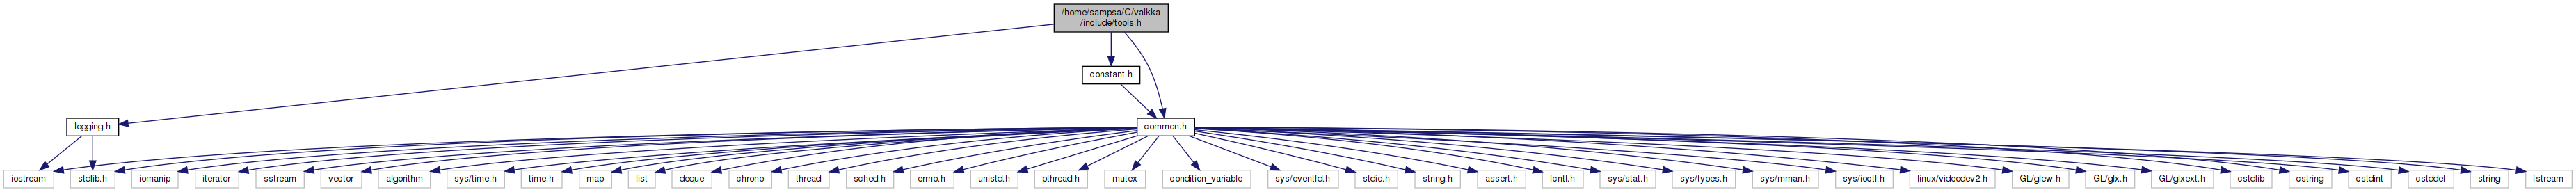 /home/sampsa/C/valkka
/include/tools.h
constant.h
logging.h
common.h
iostream
stdlib.h
iomanip
iterator
sstream
vector
algorithm
sys/time.h
time.h
map
list
deque
chrono
thread
sched.h
errno.h
unistd.h
pthread.h
mutex
condition_variable
sys/eventfd.h
stdio.h
string.h
assert.h
fcntl.h
sys/stat.h
sys/types.h
sys/mman.h
sys/ioctl.h
linux/videodev2.h
GL/glew.h
GL/glx.h
GL/glxext.h
cstdlib
cstring
cstdint
cstddef
string
fstream